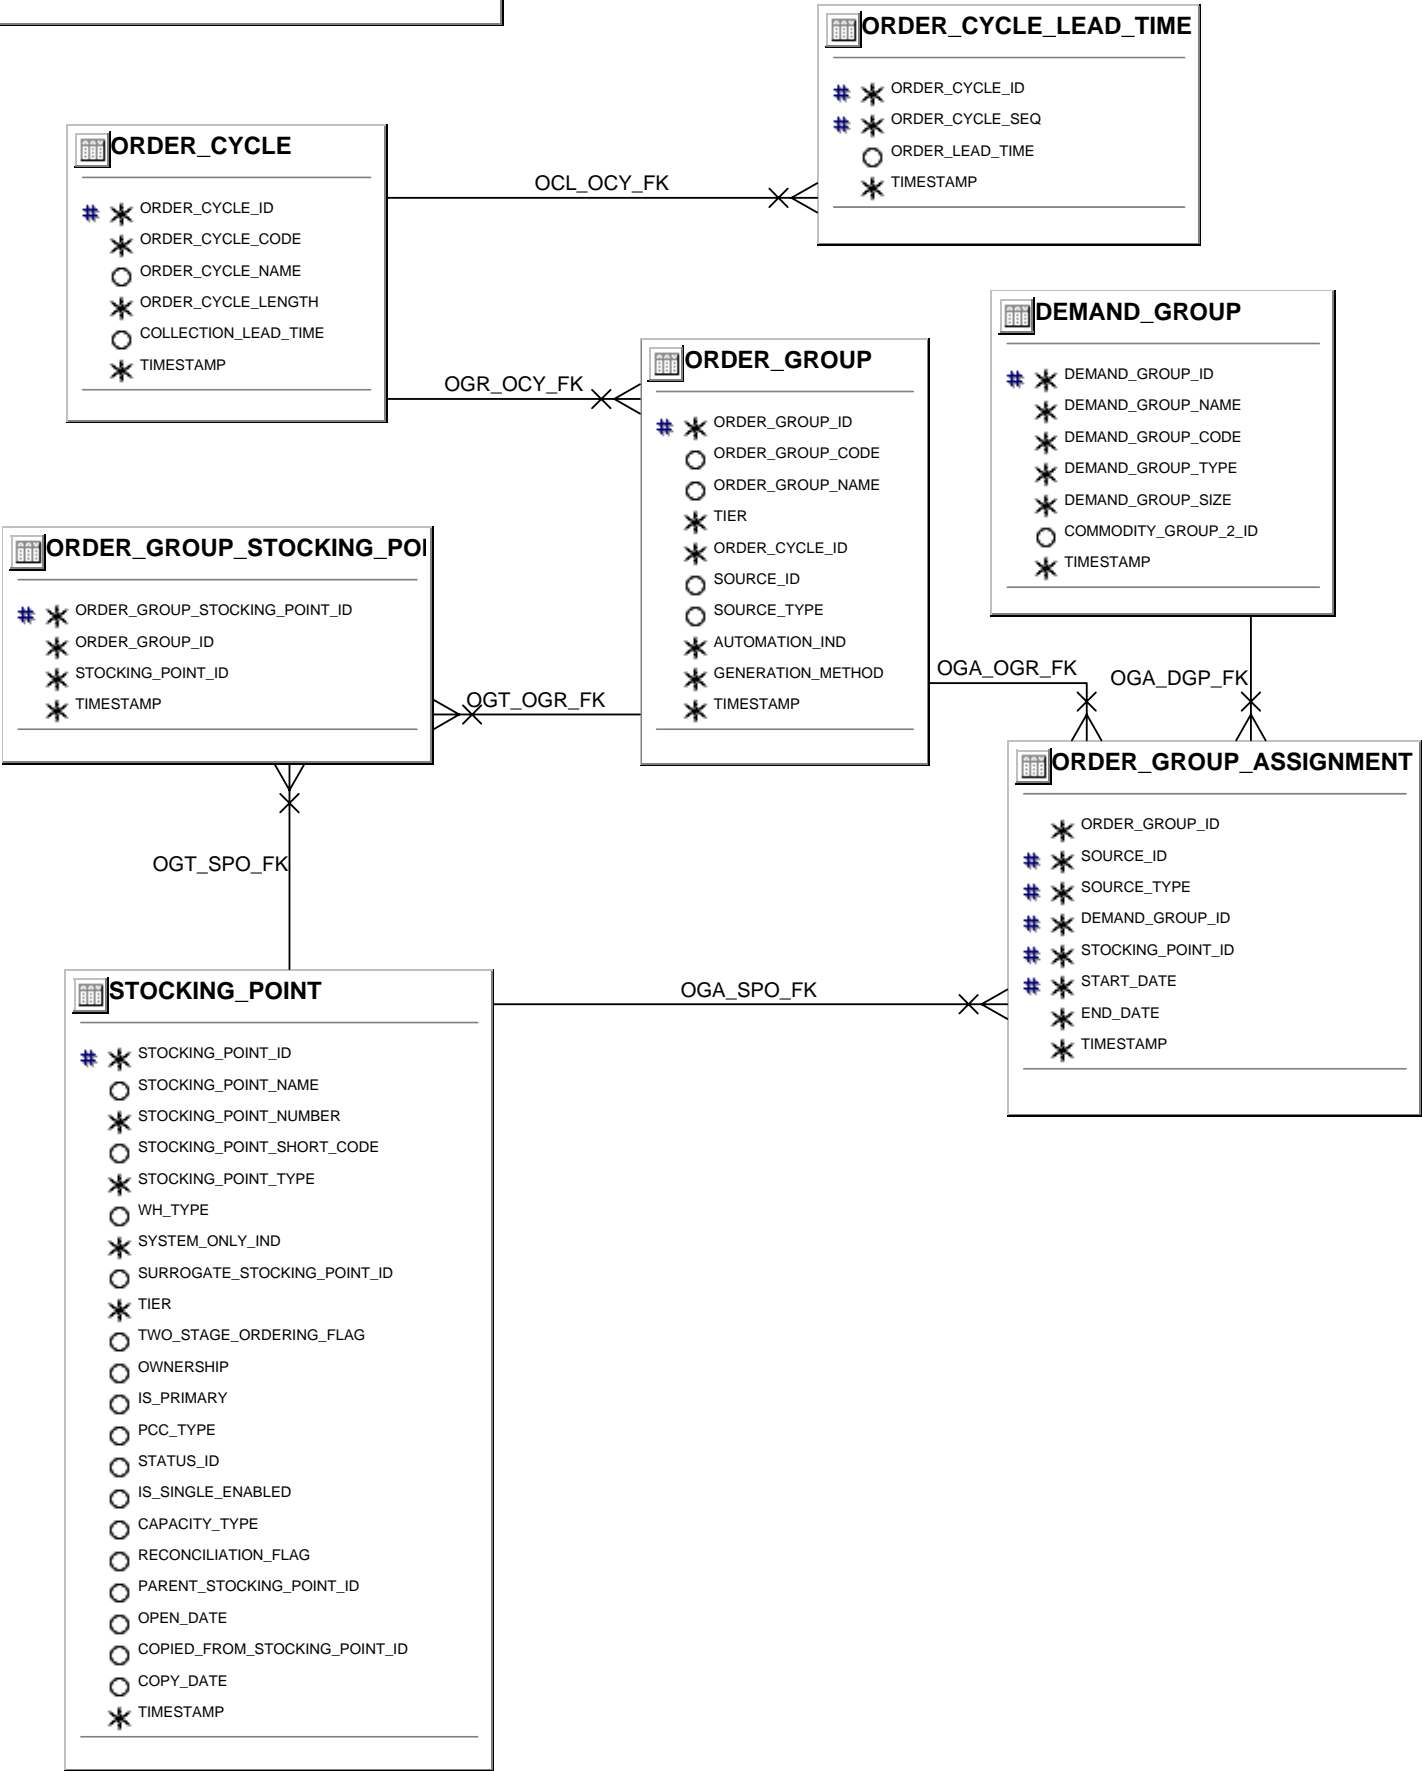 ORDER_CYCLE_LEAD_TIME
# * ORDER_CYCLE_ID
# * ORDER_CYCLE_SEQ
ORDER_LEAD_TIME
* TIMESTAMP
ORDER_CYCLE
# * ORDER_CYCLE_ID
* ORDER_CYCLE_CODE
ORDER_CYCLE_NAME
* ORDER_CYCLE_LENGTH
COLLECTION_LEAD_TIME
* TIMESTAMP
OCL_OCY_FK
OGR_OCY_FK
DEMAND_GROUP
# * DEMAND_GROUP_ID
* DEMAND_GROUP_NAME
* DEMAND_GROUP_CODE
* DEMAND_GROUP_TYPE
* DEMAND_GROUP_SIZE
COMMODITY_GROUP_2_ID
* TIMESTAMP
ORDER_GROUP
# * ORDER_GROUP_ID
ORDER_GROUP_CODE
ORDER_GROUP_NAME
* TIER
* ORDER_CYCLE_ID
SOURCE_ID
SOURCE_TYPE
* AUTOMATION_IND
* GENERATION_METHOD
* TIMESTAMP
ORDER_GROUP_STOCKING_POI
# * ORDER_GROUP_STOCKING_POINT_ID
* ORDER_GROUP_ID
* STOCKING_POINT_ID
* TIMESTAMP
OGT_OGR_FK
OGA_OGR_FK
OGA_DGP_FK
ORDER_GROUP_ASSIGNMENT
* ORDER_GROUP_ID
# * SOURCE_ID
# * SOURCE_TYPE
# * DEMAND_GROUP_ID
# * STOCKING_POINT_ID
# * START_DATE
* END_DATE
* TIMESTAMP
OGT_SPO_FK
OGA_SPO_FK
STOCKING_POINT
# * STOCKING_POINT_ID
STOCKING_POINT_NAME
* STOCKING_POINT_NUMBER
STOCKING_POINT_SHORT_CODE
* STOCKING_POINT_TYPE
WH_TYPE
* SYSTEM_ONLY_IND
SURROGATE_STOCKING_POINT_ID
* TIER
TWO_STAGE_ORDERING_FLAG
OWNERSHIP
IS_PRIMARY
PCC_TYPE
STATUS_ID
IS_SINGLE_ENABLED
CAPACITY_TYPE
RECONCILIATION_FLAG
PARENT_STOCKING_POINT_ID
OPEN_DATE
COPIED_FROM_STOCKING_POINT_ID
COPY_DATE
* TIMESTAMP